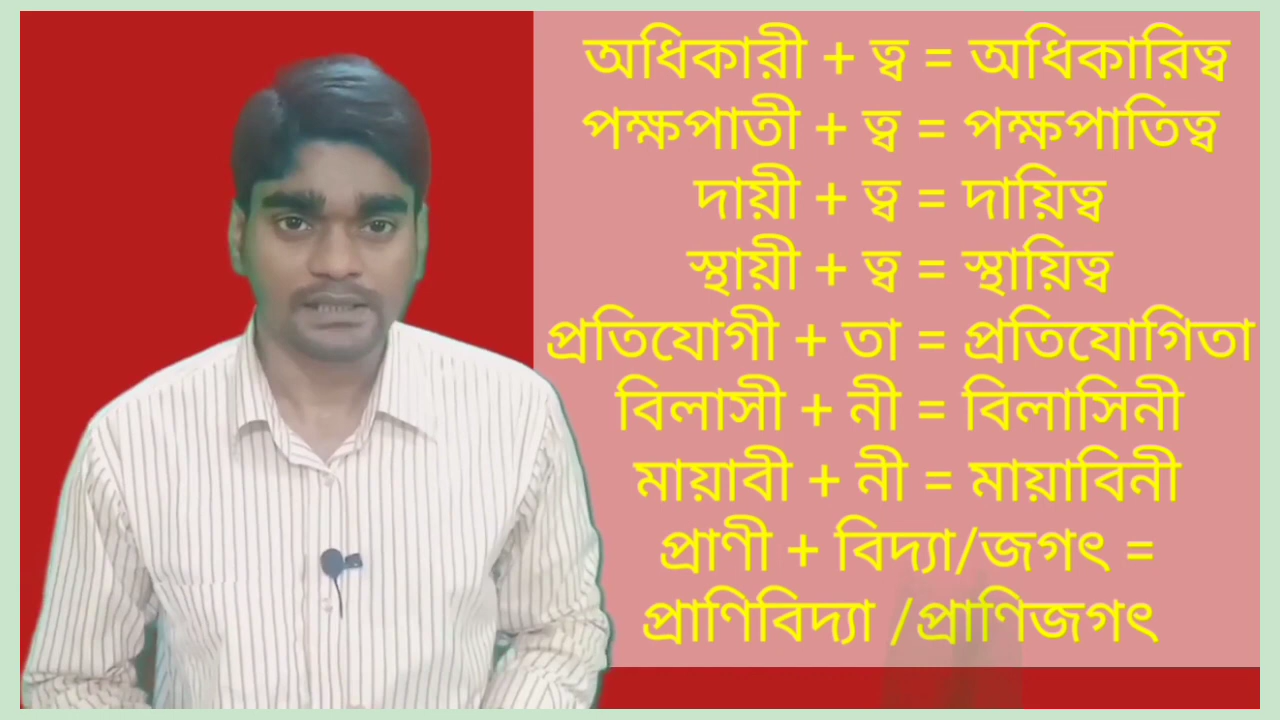 অধিকারী + ত্ব = অধিকারিত্ব
পক্ষপাতী + ত্ব = পক্ষপাতিত্ব
দায়ী + ত্ব = দায়িত্ব
স্থায়ী + ত্ব = স্থায়িত্ব
প্রতিযোগী + তা = প্রতিযোগিতা
বিলাসী + নী = বিলাসিনী
মায়াবী + নী = মায়াবিনী
প্রাণী + বিদ্যা/জগৎ =
প্রাণিবিদ্যা /প্রাণিজগৎ